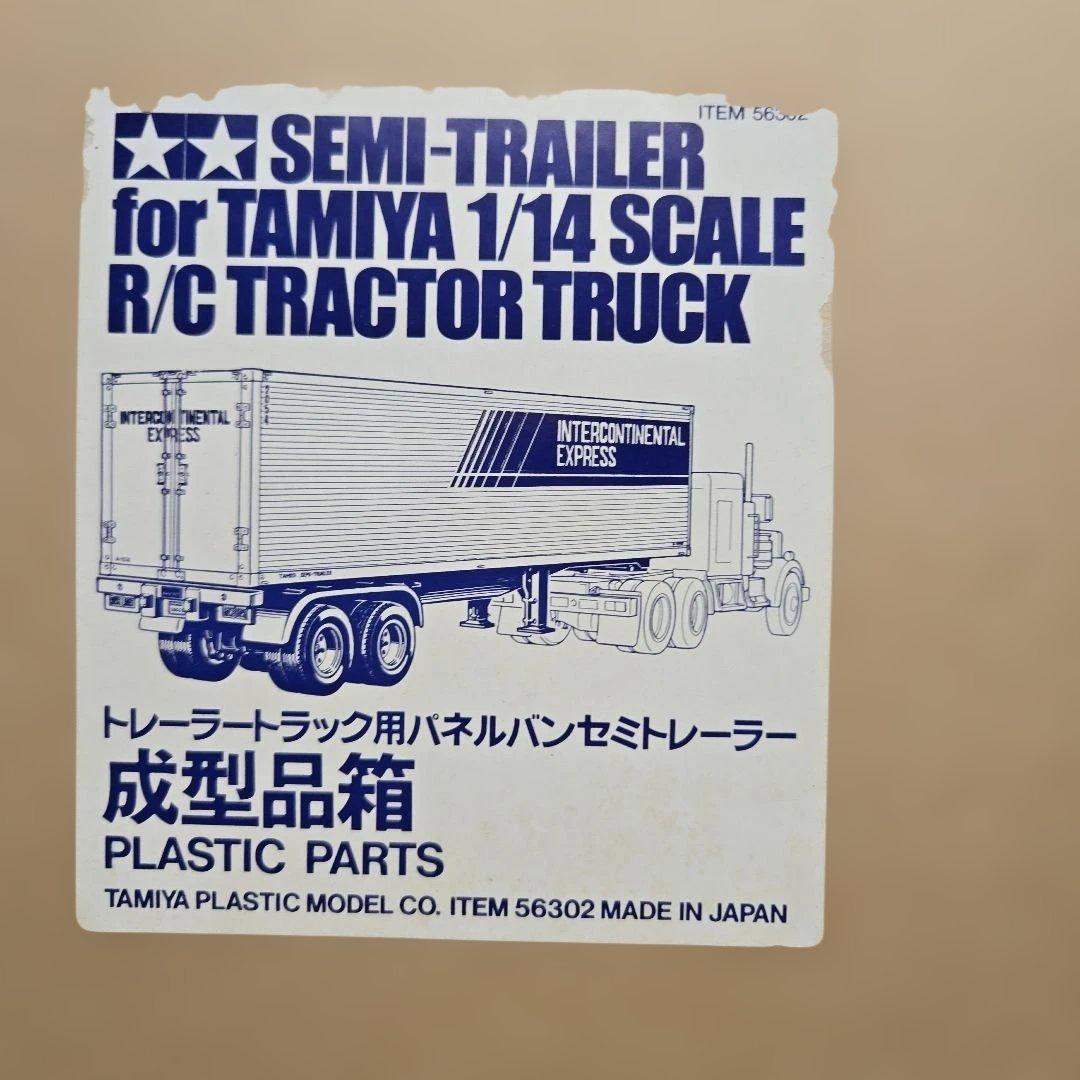 ITEM 56302
SEMI-TRAILER
for TAMIYA 1/14 SCALE
R/C TRACTOR TRUCK
INTERCONTINENTAL
EXPRESS
INTERCONTINENTAL
EXPRESS
トレーラートラック用パネルバンセミトレーラー
成型品箱
PLASTIC PARTS
TAMIYA PLASTIC MODEL CO. ITEM 56302 MADE IN JAPAN